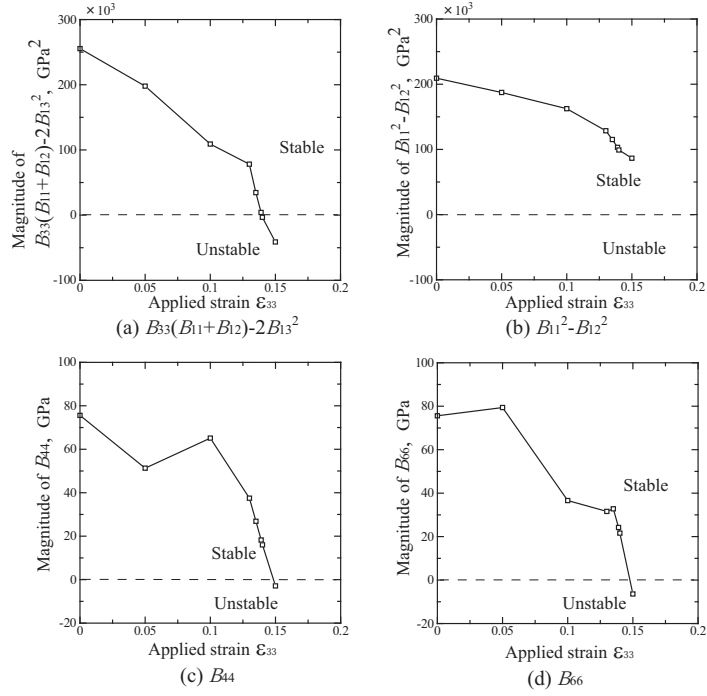 × 10³
300
200
100
0
-100
0
0.05
0.1
0.15
0.2
Magnitude of
B₃₃(B₁₁+B₁₂)-2B₁₃², GPa²
Stable
Unstable
Applied strain ε₃₃
(a) B₃₃(B₁₁+B₁₂)-2B₁₃²
× 10³
300
200
100
0
-100
0
0.05
0.1
0.15
0.2
Magnitude of B₁₁²-B₁₂², GPa²
Stable
Unstable
Applied strain ε₃₃
(b) B₁₁²-B₁₂²
100
80
60
40
20
0
-20
0
0.05
0.1
0.15
0.2
Magnitude of B₄₄, GPa
Stable
Unstable
Applied strain ε₃₃
(c) B₄₄
100
80
60
40
20
0
-20
0
0.05
0.1
0.15
0.2
Magnitude of B₆₆, GPa
Stable
Unstable
Applied strain ε₃₃
(d) B₆₆